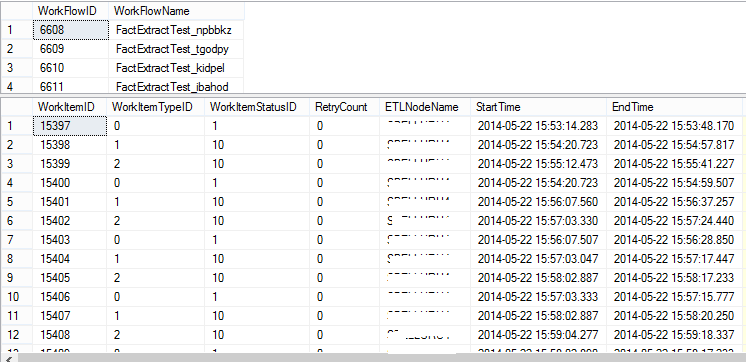 WorkFlowID WorkFlowName
1 6608 FactExtractTest_npbbkz
2 6609 FactExtractTest_tgodpy
3 6610 FactExtractTest_kidpel
4 6611 FactExtractTest_ibahod
WorkItemID WorkItemTypeID WorkItemStatusID RetryCount ETLNodeName StartTime EndTime
1 15397 0 1 0 2014-05-22 15:53:14.283 2014-05-22 15:53:48.170
2 15398 1 10 0 2014-05-22 15:54:20.723 2014-05-22 15:54:57.817
3 15399 2 10 0 2014-05-22 15:55:12.473 2014-05-22 15:55:41.227
4 15400 0 1 0 2014-05-22 15:54:20.723 2014-05-22 15:54:59.507
5 15401 1 10 0 2014-05-22 15:56:07.560 2014-05-22 15:56:37.257
6 15402 2 10 0 2014-05-22 15:57:03.330 2014-05-22 15:57:24.440
7 15403 0 1 0 2014-05-22 15:56:07.507 2014-05-22 15:56:28.850
8 15404 1 10 0 2014-05-22 15:57:03.047 2014-05-22 15:57:17.447
9 15405 2 10 0 2014-05-22 15:58:02.887 2014-05-22 15:58:17.233
10 15406 0 1 0 2014-05-22 15:57:03.333 2014-05-22 15:57:15.777
11 15407 1 10 0 2014-05-22 15:58:02.887 2014-05-22 15:58:20.250
12 15408 2 10 0 2014-05-22 15:59:04.277 2014-05-22 15:59:18.337